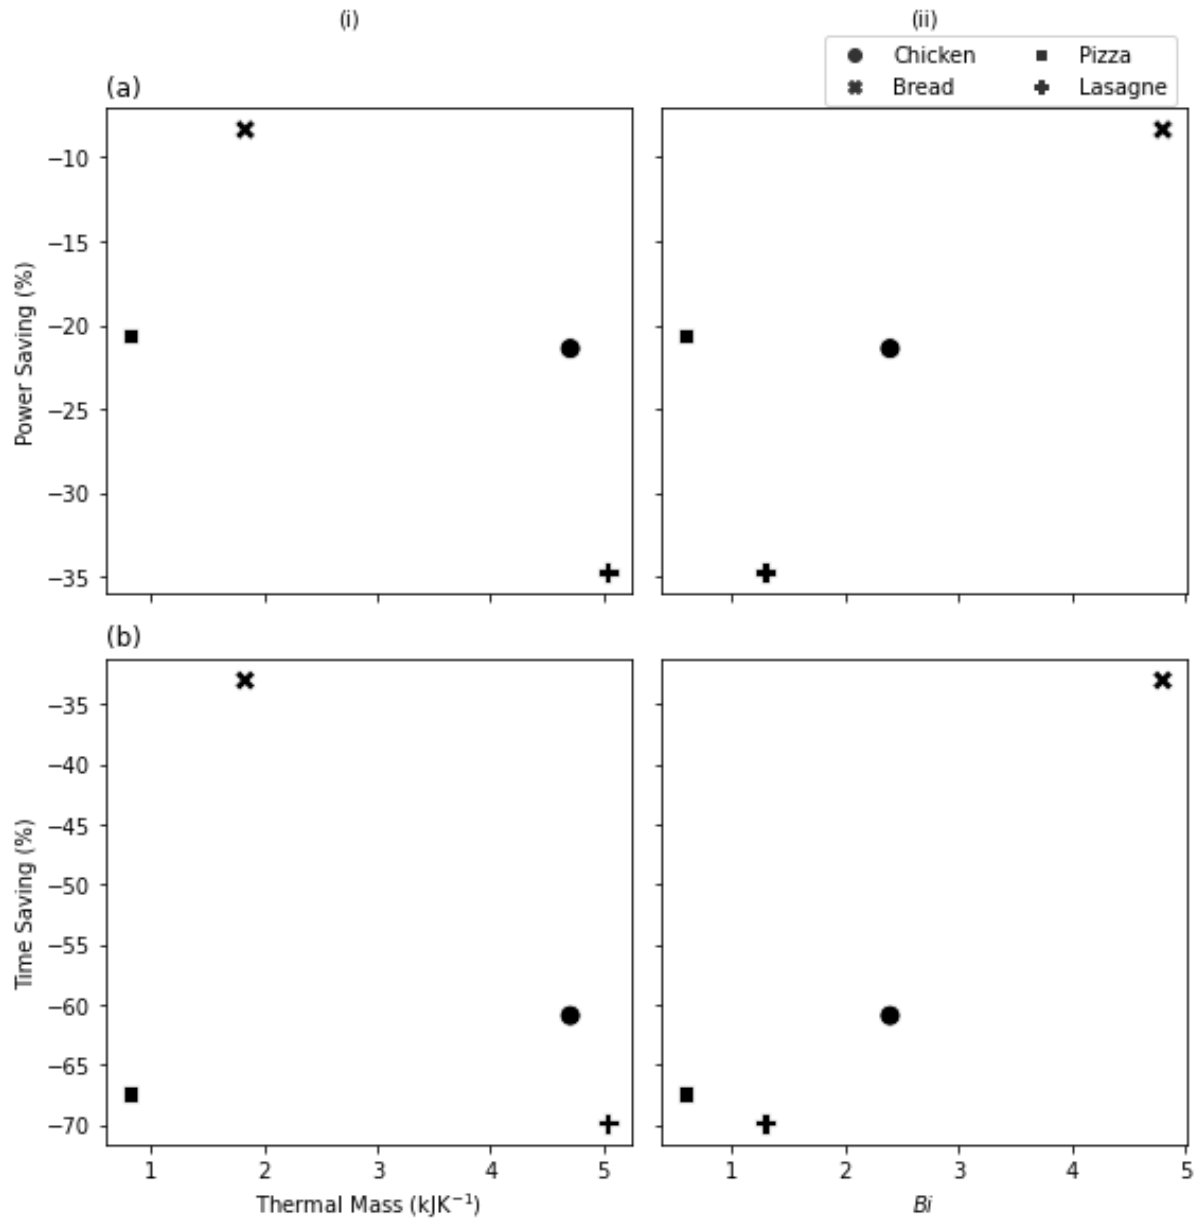 (i)
(ii)
Chicken
Pizza
Bread
Lasagne
(a)
−10
−15
−20
−25
−30
−35
Power Saving (%)
(b)
−35
−40
−45
−50
−55
−60
−65
−70
Time Saving (%)
1 2 3 4 5
1 2 3 4 5
Thermal Mass (kJK⁻¹)
Bi